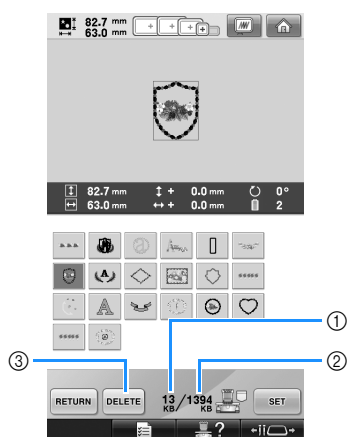 82.7 mm
63.0 mm
82.7 mm + 0.0 mm 0°
63.0 mm + 0.0 mm 2
A
A
①
③ ②
RETURN DELETE 13 KB / 1394 KB SET
?